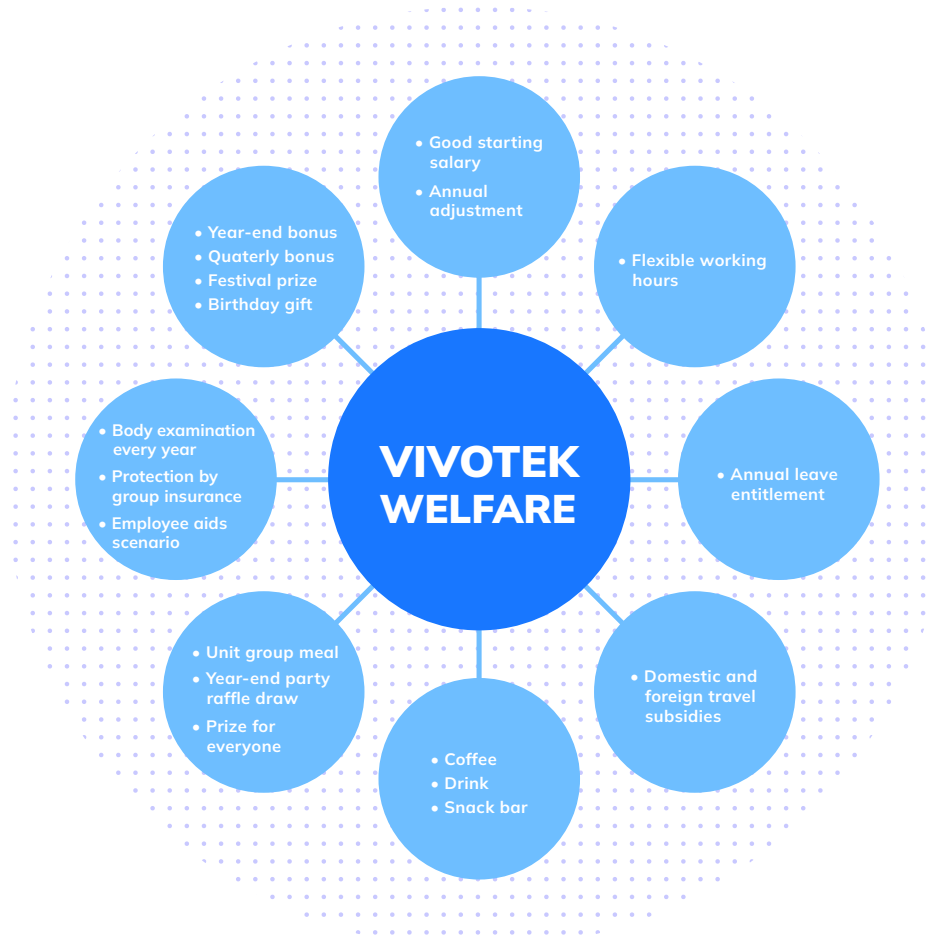 • Good starting
salary
• Annual
adjustment
• Flexible working
hours
• Annual leave
entitlement
• Domestic and
foreign travel
subsidies
• Coffee
• Drink
• Snack bar
• Unit group meal
• Year-end party
raffle draw
• Prize for
everyone
• Body examination
every year
• Protection by
group insurance
• Employee aids
scenario
• Year-end bonus
• Quaterly bonus
• Festival prize
• Birthday gift
VIVOTEK
WELFARE